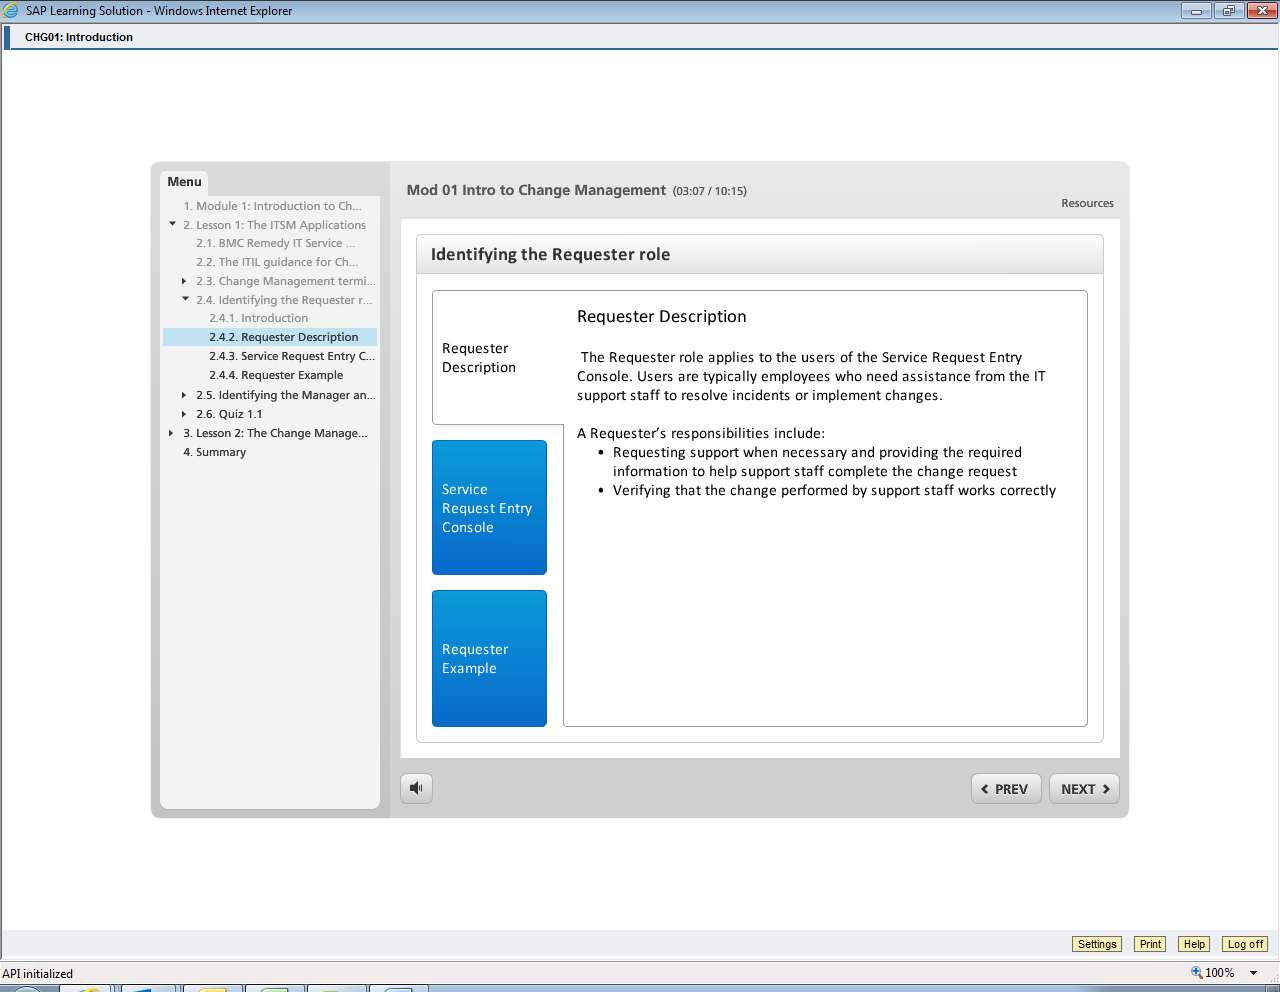 SAP Learning Solution - Windows Internet Explorer
CHG01: Introduction
Menu
1. Module 1: Introduction to Ch...
2. Lesson 1: The ITSM Applications
2.1. BMC Remedy IT Service ...
2.2. The ITIL guidance for Ch...
2.3. Change Management termi...
2.4. Identifying the Requester r...
2.4.1. Introduction
2.4.2. Requester Description
2.4.3. Service Request Entry C...
2.4.4. Requester Example
2.5. Identifying the Manager an...
2.6. Quiz 1.1
3. Lesson 2: The Change Manage...
4. Summary
Mod 01 Intro to Change Management (03:07 / 10:15)
Resources
Identifying the Requester role
Requester
Description
Service
Request Entry
Console
Requester
Example
Requester Description
The Requester role applies to the users of the Service Request Entry
Console. Users are typically employees who need assistance from the IT
support staff to resolve incidents or implement changes.
A Requester's responsibilities include:
• Requesting support when necessary and providing the required
information to help support staff complete the change request
• Verifying that the change performed by support staff works correctly
PREV
NEXT
Settings
Print
Help
Log off
API initialized
100%